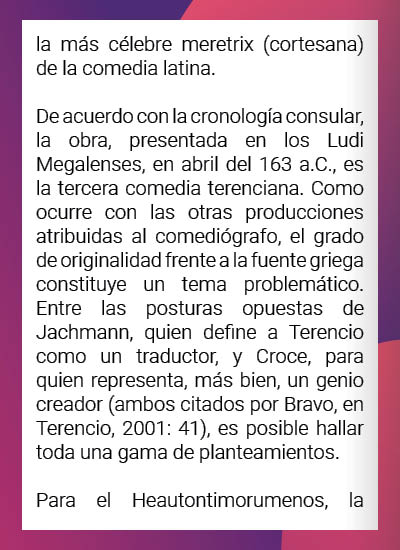 la más célebre meretrix (cortesana)
de la comedia latina.
De acuerdo con la cronología consular,
la obra, presentada en los Ludi
Megalenses, en abril del 163 a.C., es
la tercera comedia terenciana. Como
ocurre con las otras producciones
atribuidas al comediógrafo, el grado
de originalidad frente a la fuente griega
constituye un tema problemático.
Entre las posturas opuestas de
Jachmann, quien define a Terencio
como un traductor, y Croce, para
quien representa, más bien, un genio
creador (ambos citados por Bravo, en
Terencio, 2001: 41), es posible hallar
toda una gama de planteamientos.
Para el Heautontimorumenos, la